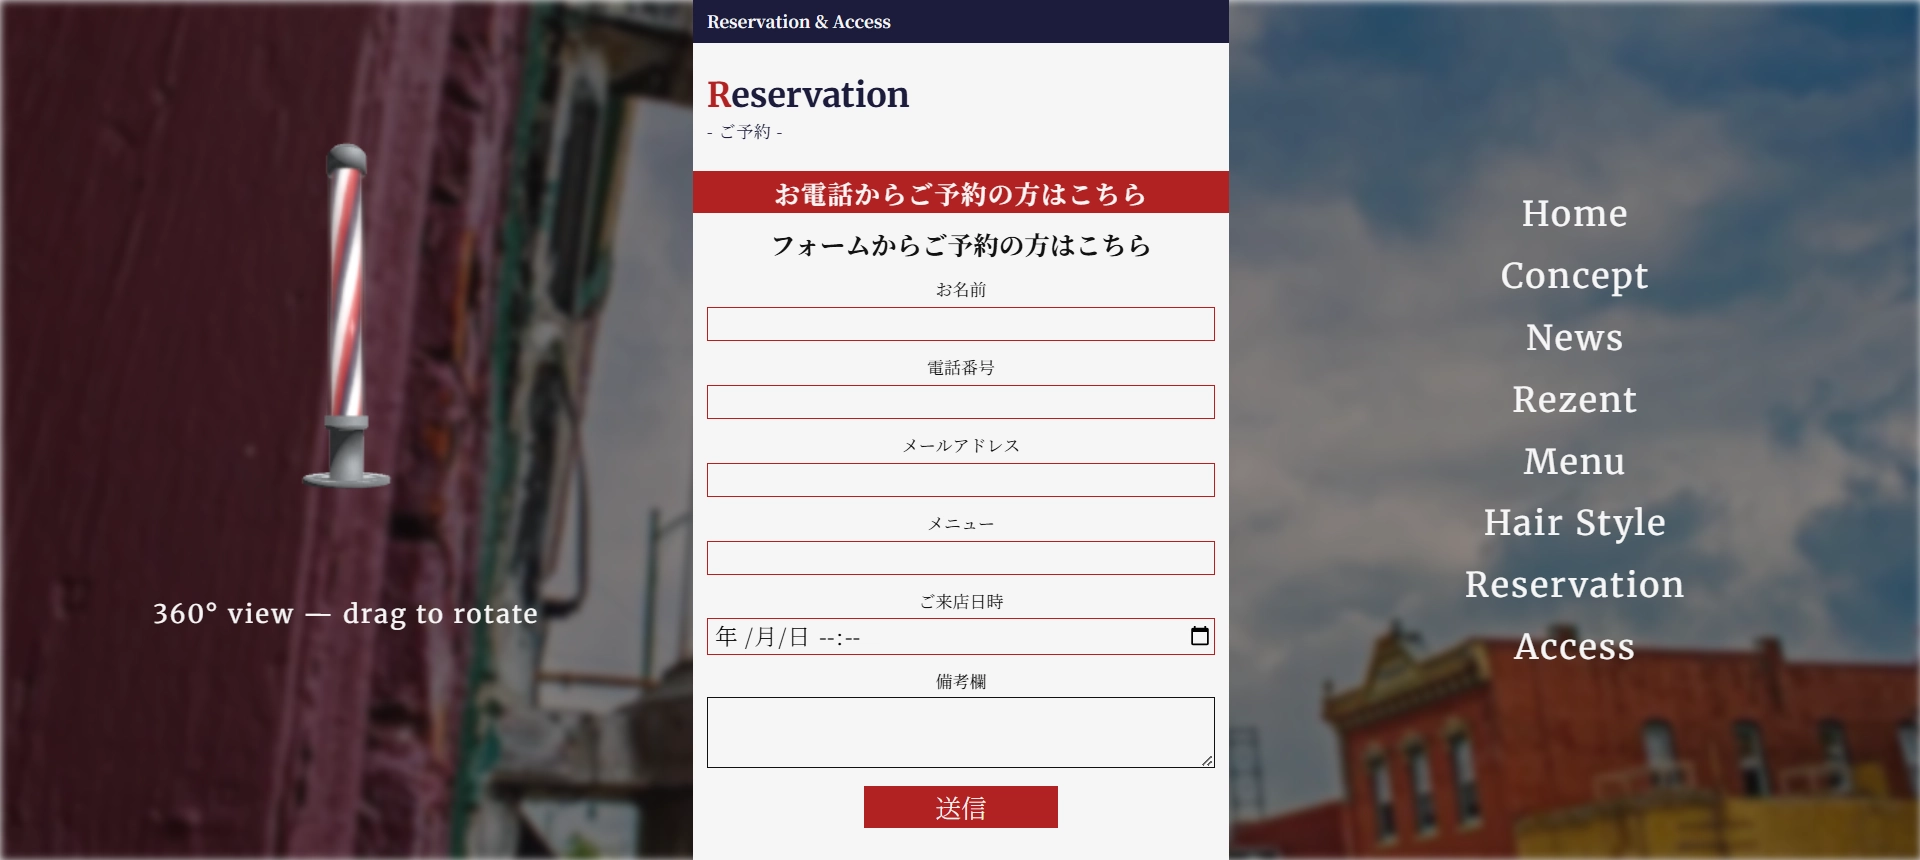 360° view — drag to rotate
Reservation & Access
Reservation
- ご予約 -
お電話からご予約の方はこちら
フォームからご予約の方はこちら
お名前
電話番号
メールアドレス
メニュー
ご来店日時
年 /月/日 --:--
備考欄
送信
Home
Concept
News
Rezent
Menu
Hair Style
Reservation
Access